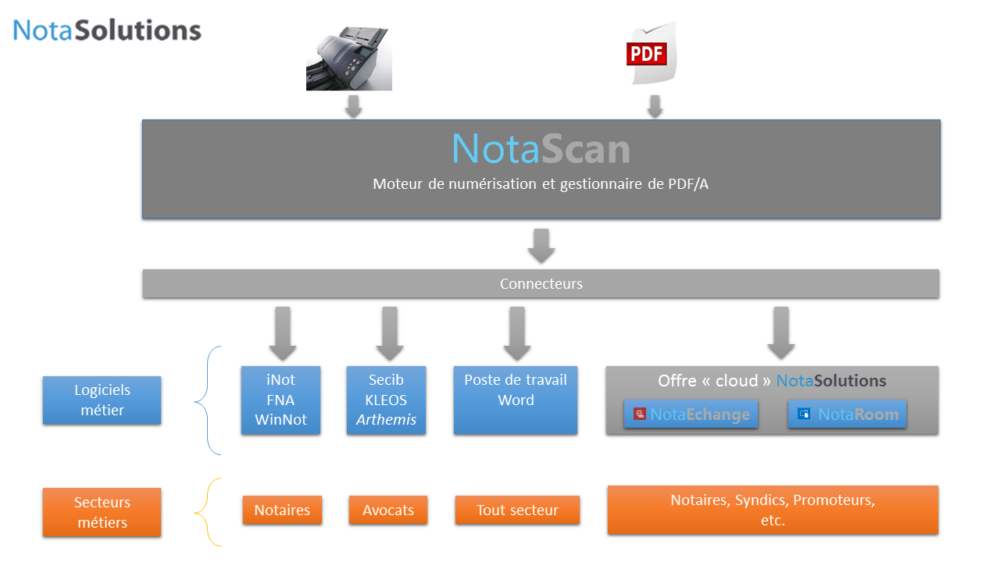 NotaSolutions
PDF
NotaScan
Moteur de numérisation et gestionnaire de PDF/A
Connecteurs
Logiciels
métier
iNot
FNA
WinNot
Secib
KLEOS
Arthemis
Poste de travail
Word
Offre « cloud » NotaSolutions
NotaEchange
NotaRoom
Secteurs
métiers
Notaires
Avocats
Tout secteur
Notaires, Syndics, Promoteurs,
etc.